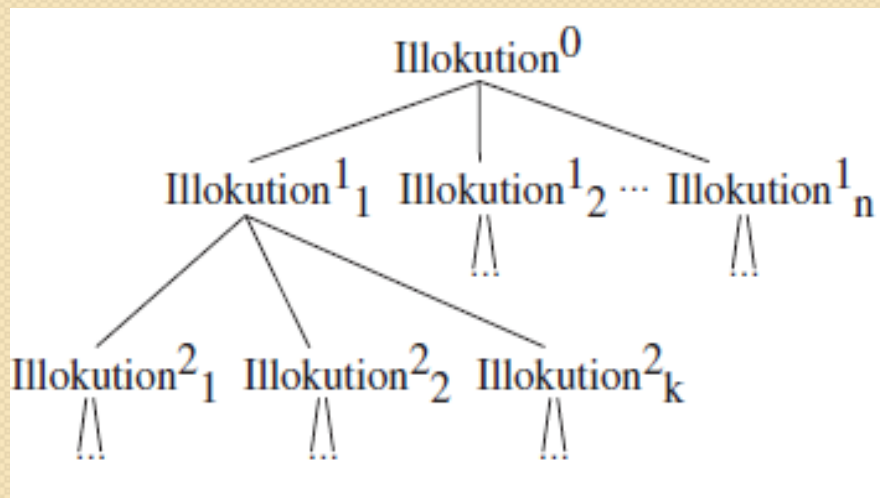 Illokution⁰
Illokution¹₁ Illokution¹₂ ... Illokution¹ₙ
... ...
Illokution²₁ Illokution²₂ Illokution²ₖ
... ... ...